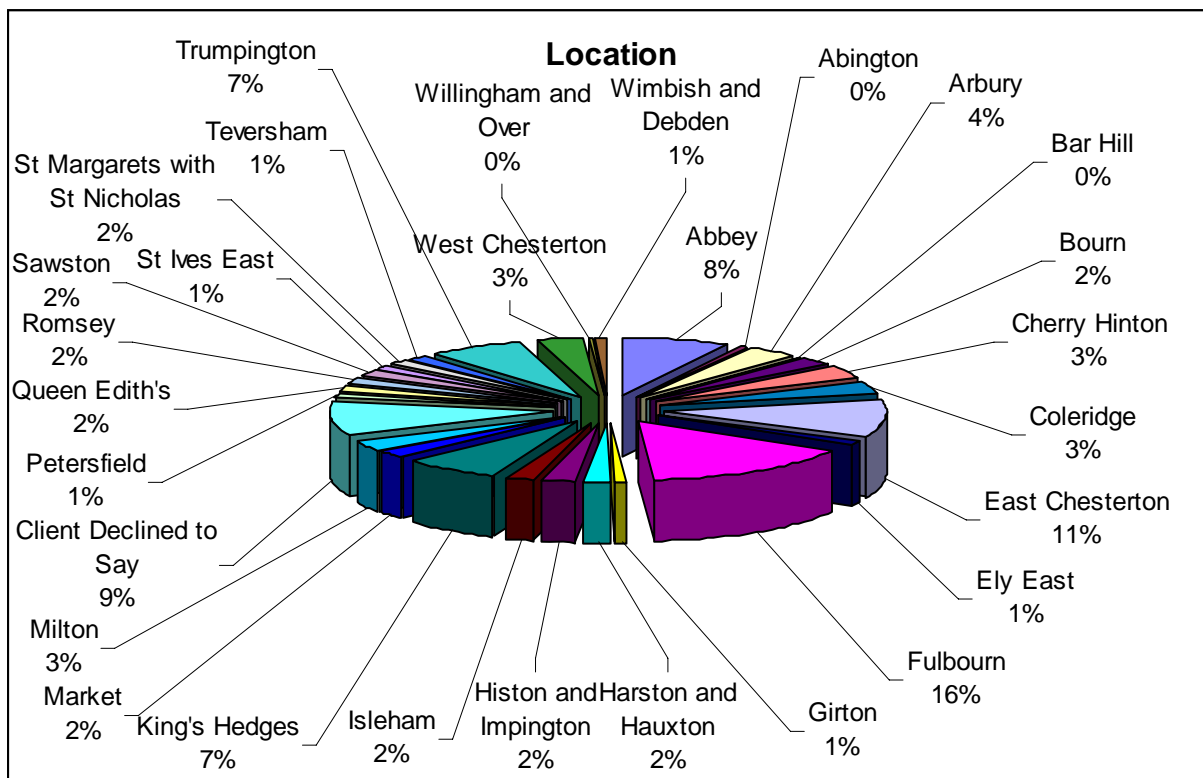 Location
Abbey
8%
Abington
0%
Arbury
4%
Bar Hill
0%
Bourn
2%
Cherry Hinton
3%
Coleridge
3%
East Chesterton
11%
Ely East
1%
Fulbourn
16%
Girton
1%
Harston and
Hauxton
2%
Histon and
Impington
2%
Isleham
2%
King's Hedges
7%
Market
2%
Milton
3%
Client Declined to
Say
9%
Petersfield
1%
Queen Edith's
2%
Romsey
2%
Sawston
2%
St Ives East
1%
St Margarets with
St Nicholas
2%
Teversham
1%
Trumpington
7%
West Chesterton
3%
Willingham and
Over
0%
Wimbish and
Debden
1%